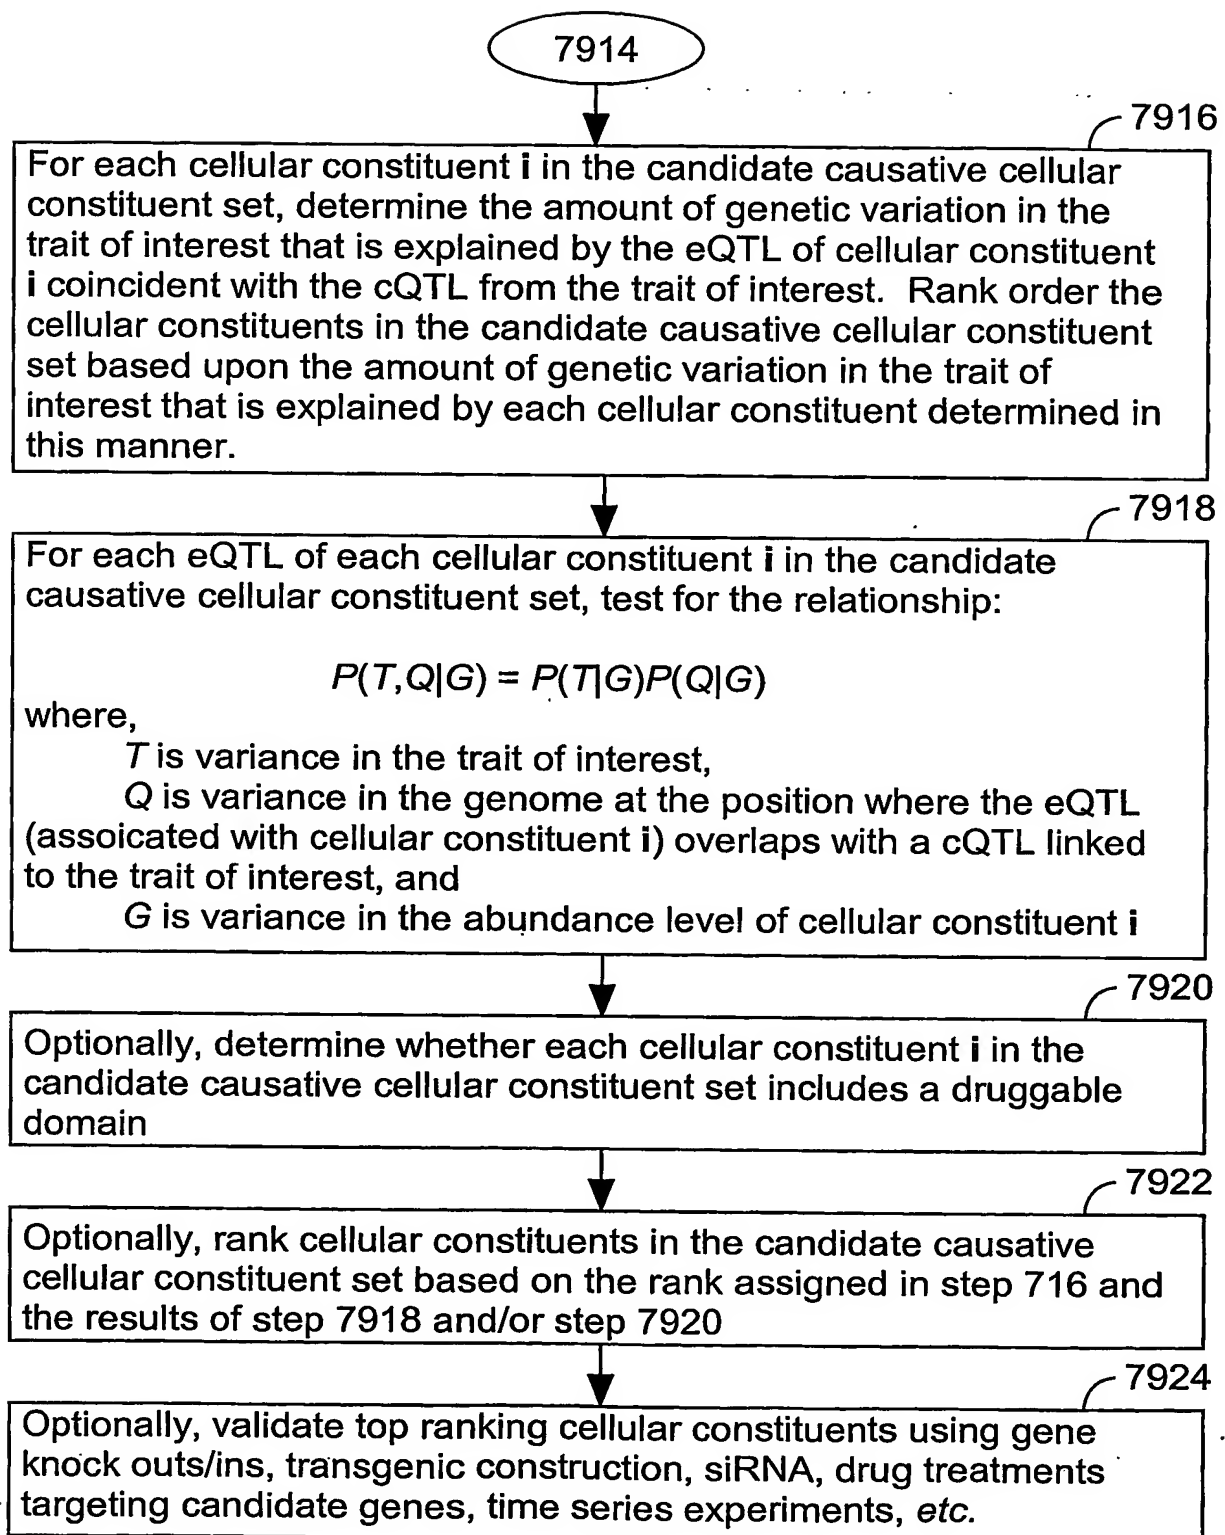 7914
7916
For each cellular constituent i in the candidate causative cellular
constituent set, determine the amount of genetic variation in the
trait of interest that is explained by the eQTL of cellular constituent
i coincident with the cQTL from the trait of interest. Rank order the
cellular constituents in the candidate causative cellular constituent
set based upon the amount of genetic variation in the trait of
interest that is explained by each cellular constituent determined in
this manner.
7918
For each eQTL of each cellular constituent i in the candidate
causative cellular constituent set, test for the relationship:
P(T,Q|G) = P(T|G)P(Q|G)
where,
T is variance in the trait of interest,
Q is variance in the genome at the position where the eQTL
(assoicated with cellular constituent i) overlaps with a cQTL linked
to the trait of interest, and
G is variance in the abundance level of cellular constituent i
7920
Optionally, determine whether each cellular constituent i in the
candidate causative cellular constituent set includes a druggable
domain
7922
Optionally, rank cellular constituents in the candidate causative
cellular constituent set based on the rank assigned in step 716 and
the results of step 7918 and/or step 7920
7924
Optionally, validate top ranking cellular constituents using gene
knock outs/ins, transgenic construction, siRNA, drug treatments
targeting candidate genes, time series experiments, etc.